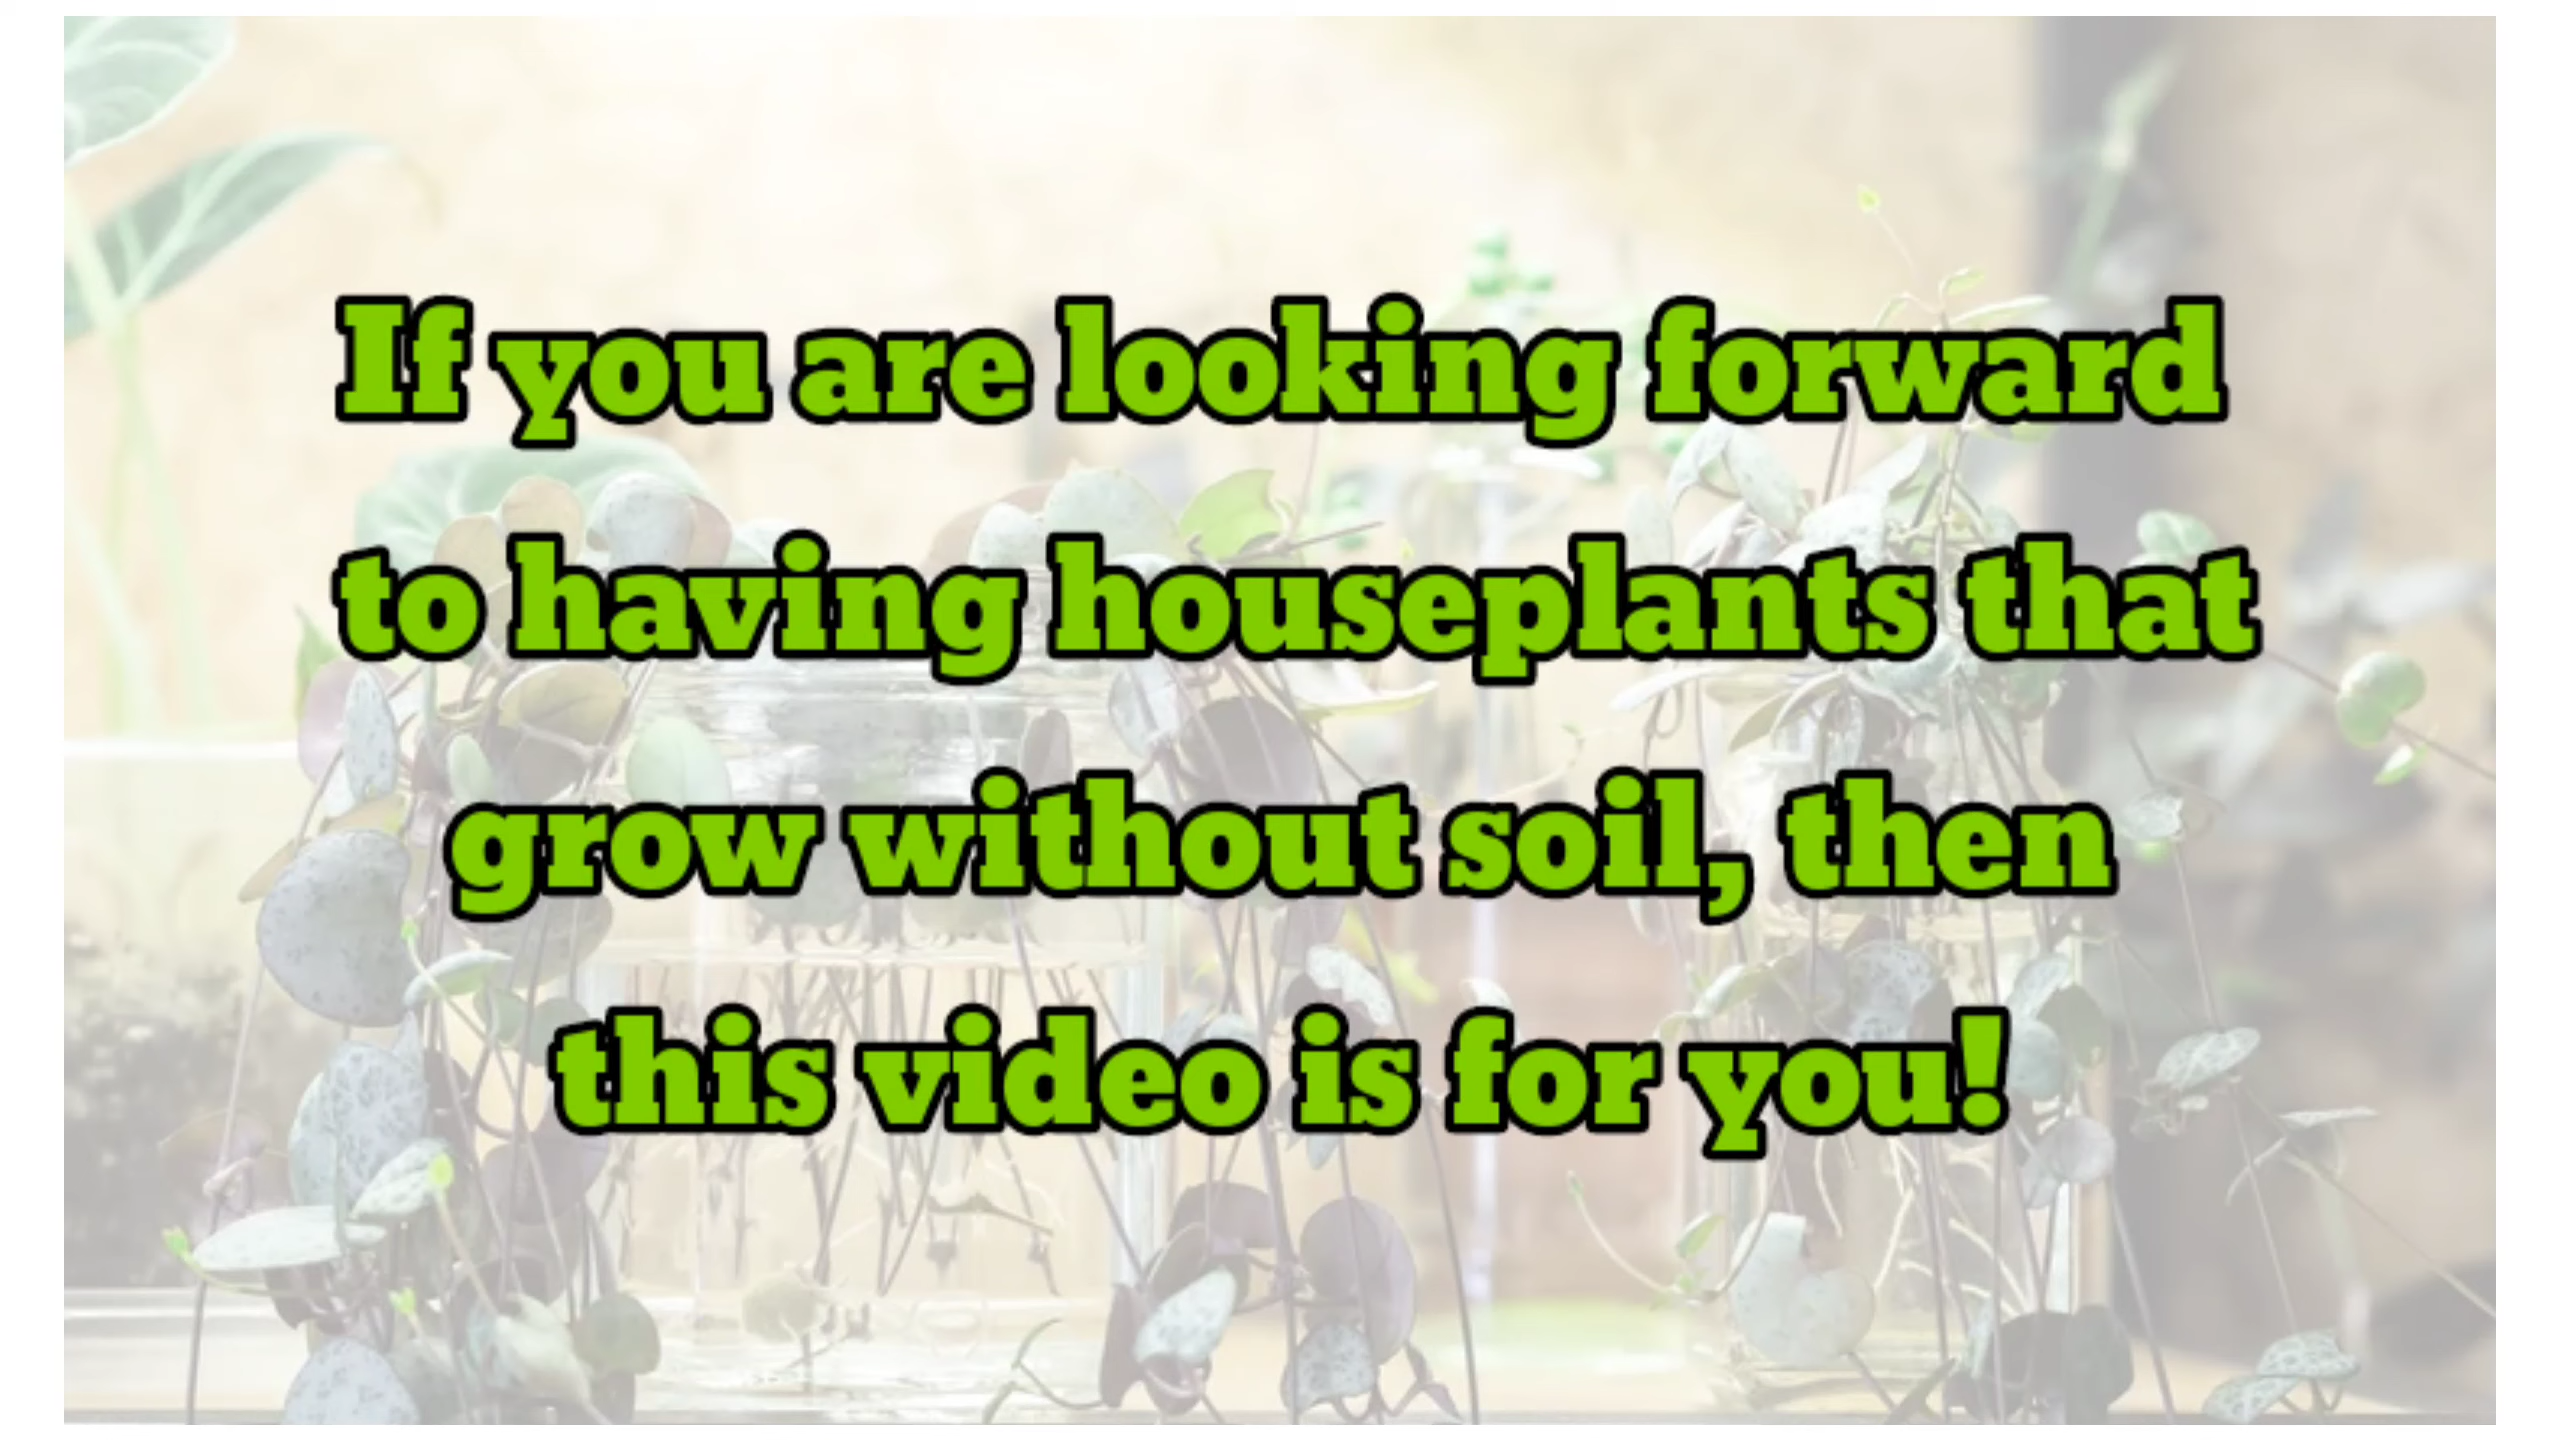 If you are looking forward
to having houseplants that
grow without soil, then
this video is for you!